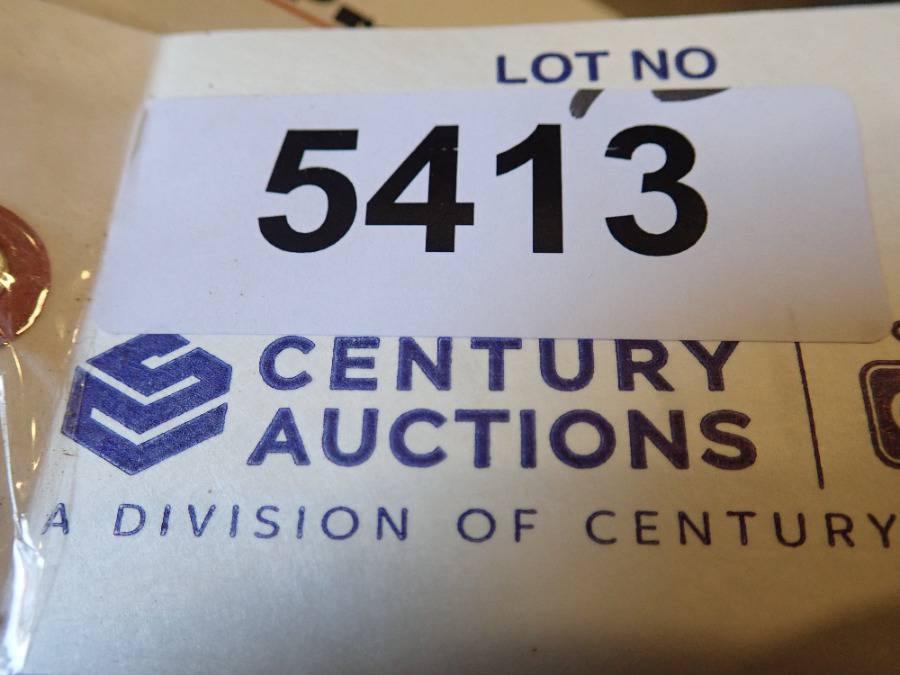 LOT NO
5413
CENTURY
AUCTIONS
A DIVISION OF CENTURY